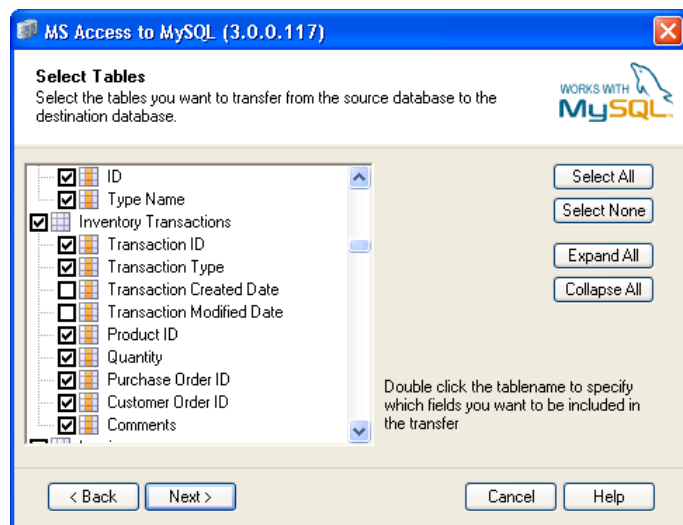 MS Access to MySQL (3.0.0.117)
Select Tables
Select the tables you want to transfer from the source database to the
destination database.
WORKS WITH
MySQL
ID
Type Name
Inventory Transactions
Transaction ID
Transaction Type
Transaction Created Date
Transaction Modified Date
Product ID
Quantity
Purchase Order ID
Customer Order ID
Comments
Select All
Select None
Expand All
Collapse All
Double click the tablename to specify
which fields you want to be included in
the transfer
< Back
Next >
Cancel
Help